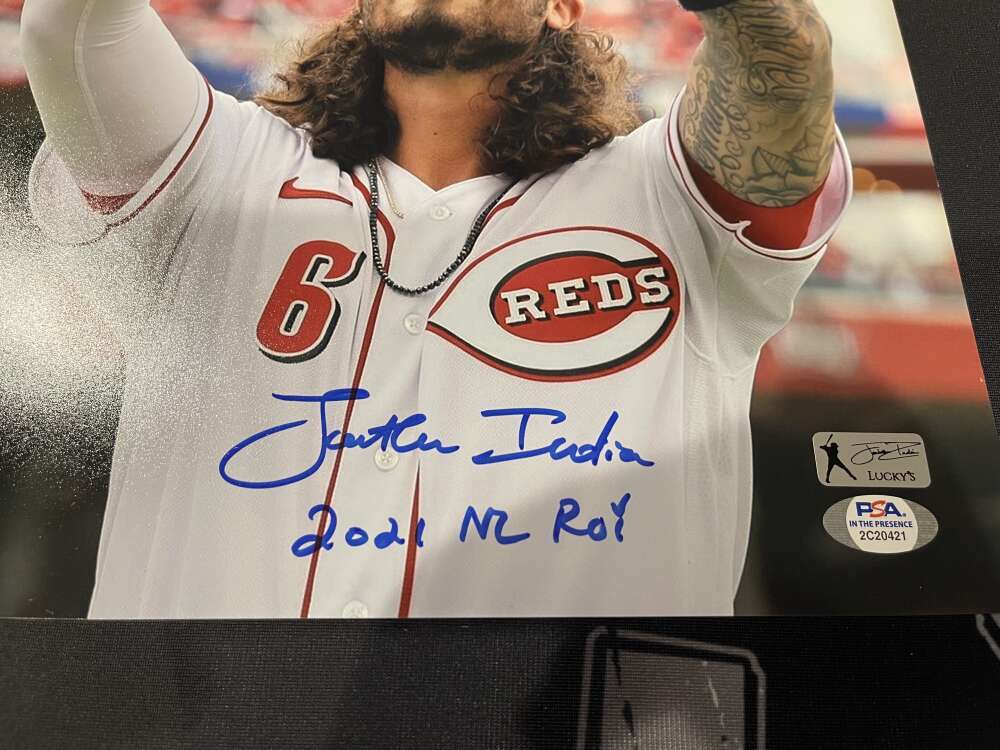 6
REDS
Jonathan India
2021 NL ROY
LUCKY'S
PSA
IN THE PRESENCE
2C20421